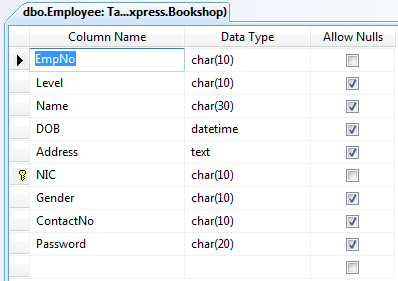 dbo.Employee: Ta...xpress.Bookshop)
Column Name Data Type Allow Nulls
EmpNo char(10)
Level char(10)
Name char(30)
DOB datetime
Address text
NIC char(10)
Gender char(10)
ContactNo char(10)
Password char(20)